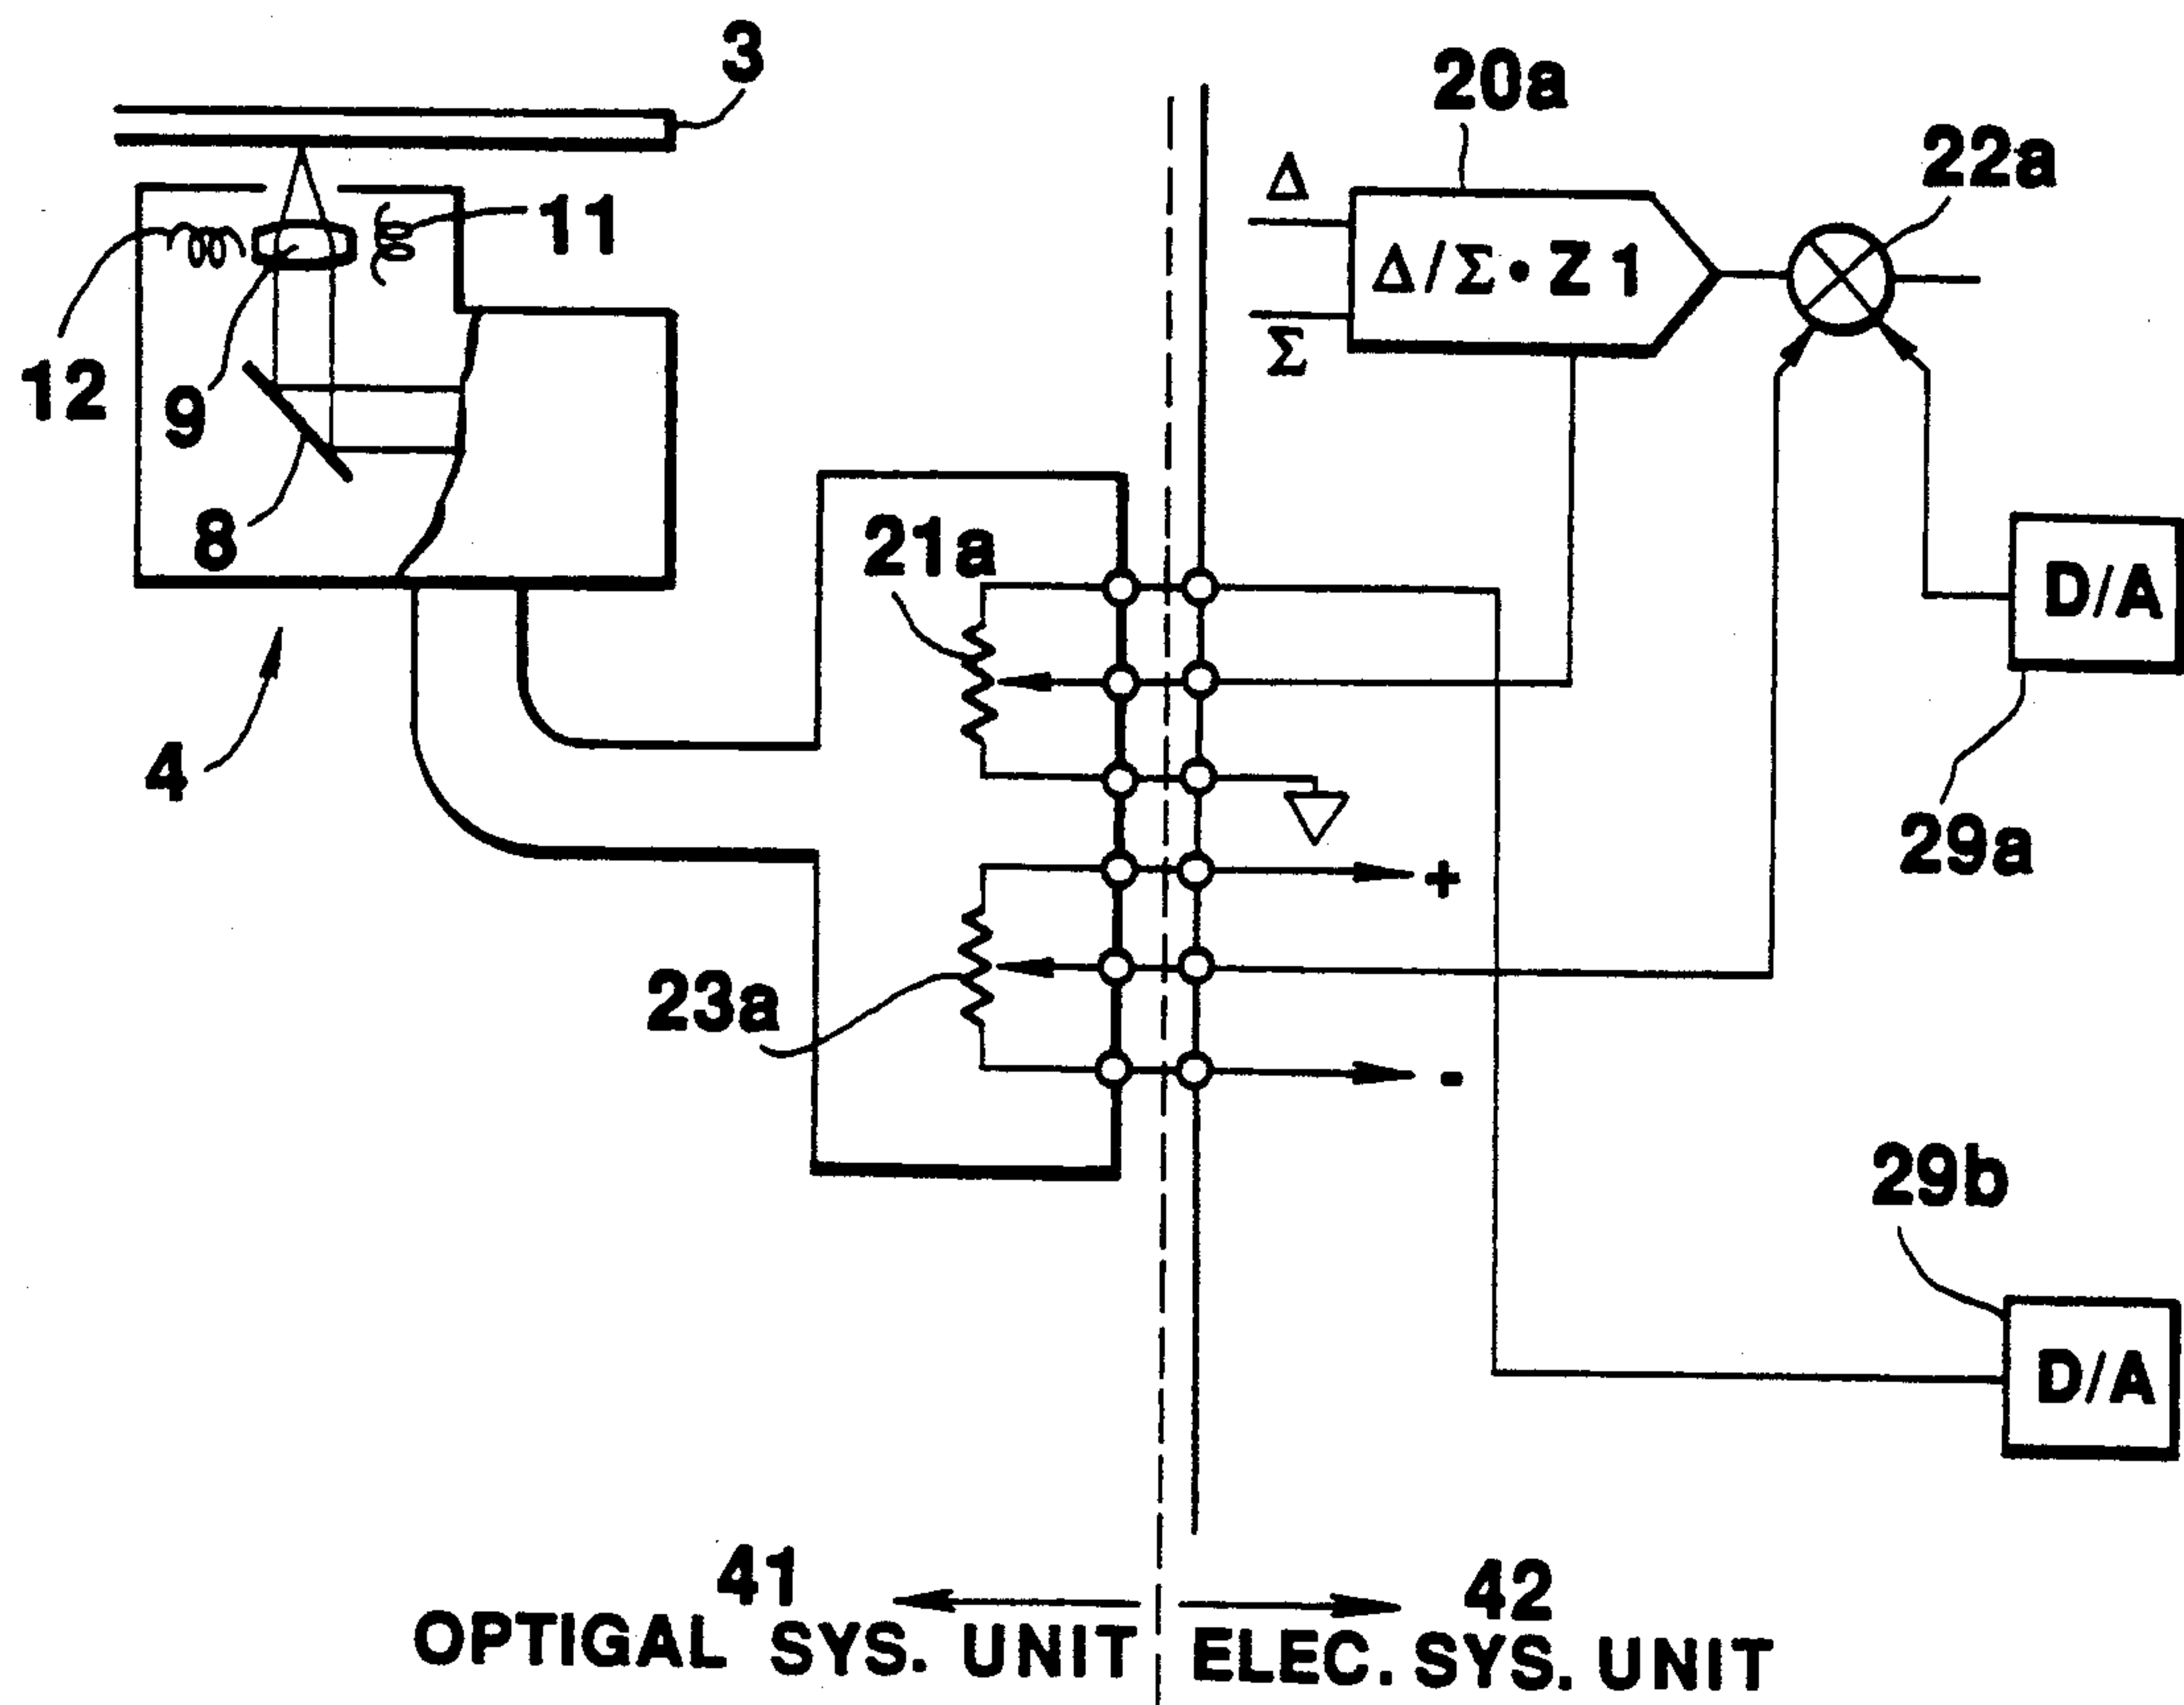 3
20a
22a
Δ
Δ/Σ • Z 1
Σ
11
12
9
8
21a
D/A
4
29a
+
23a
-
29b
D/A
41
42
OPTIGAL SYS. UNIT
ELEC. SYS. UNIT